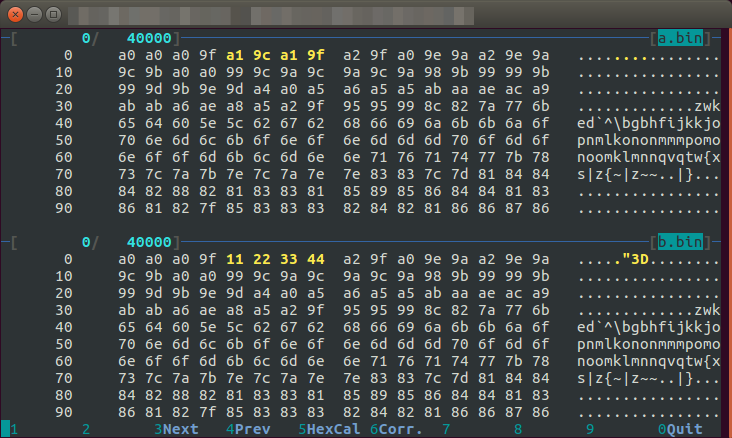 [ 0/ 40000] [a.bin]
0 a0 a0 a0 9f a1 9c a1 9f a2 9f a0 9e 9a a2 9e 9a ................
10 9c 9b a0 a0 99 9c 9a 9c 9a 9c 9a 98 9b 99 99 9b ................
20 99 9d 9b 9e 9d a4 a0 a5 a6 a5 a5 ab aa ae ac a9 ................
30 ab ab a6 ae a8 a5 a2 9f 95 95 99 8c 82 7a 77 6b .............zwk
40 65 64 60 5e 5c 62 67 62 68 66 69 6a 6b 6b 6a 6f ed`^\bgbhfijkkjo
50 70 6e 6d 6c 6b 6f 6e 6f 6e 6d 6d 6d 70 6f 6d 6f pnmlkononmmmpomo
60 6e 6f 6f 6d 6b 6c 6d 6e 6e 71 76 71 74 77 7b 78 noomklmnnqvqtw{x
70 73 7c 7a 7b 7e 7c 7a 7e 7e 83 83 7c 7d 81 84 84 s|z{~|z~~..|}...
80 84 82 88 82 81 83 83 81 85 89 85 86 84 84 81 83 ................
90 86 81 82 7f 85 83 83 83 82 84 82 81 86 86 87 86 ................
[ 0/ 40000] [b.bin]
0 a0 a0 a0 9f 11 22 33 44 a2 9f a0 9e 9a a2 9e 9a ....."3D........
10 9c 9b a0 a0 99 9c 9a 9c 9a 9c 9a 98 9b 99 99 9b ................
20 99 9d 9b 9e 9d a4 a0 a5 a6 a5 a5 ab aa ae ac a9 ................
30 ab ab a6 ae a8 a5 a2 9f 95 95 99 8c 82 7a 77 6b .............zwk
40 65 64 60 5e 5c 62 67 62 68 66 69 6a 6b 6b 6a 6f ed`^\bgbhfijkkjo
50 70 6e 6d 6c 6b 6f 6e 6f 6e 6d 6d 6d 70 6f 6d 6f pnmlkononmmmpomo
60 6e 6f 6f 6d 6b 6c 6d 6e 6e 71 76 71 74 77 7b 78 noomklmnnqvqtw{x
70 73 7c 7a 7b 7e 7c 7a 7e 7e 83 83 7c 7d 81 84 84 s|z{~|z~~..|}...
80 84 82 88 82 81 83 83 81 85 89 85 86 84 84 81 83 ................
90 86 81 82 7f 85 83 83 83 82 84 82 81 86 86 87 86 ................
1 2 3Next 4Prev 5HexCal 6Corr. 7 8 9 0Quit